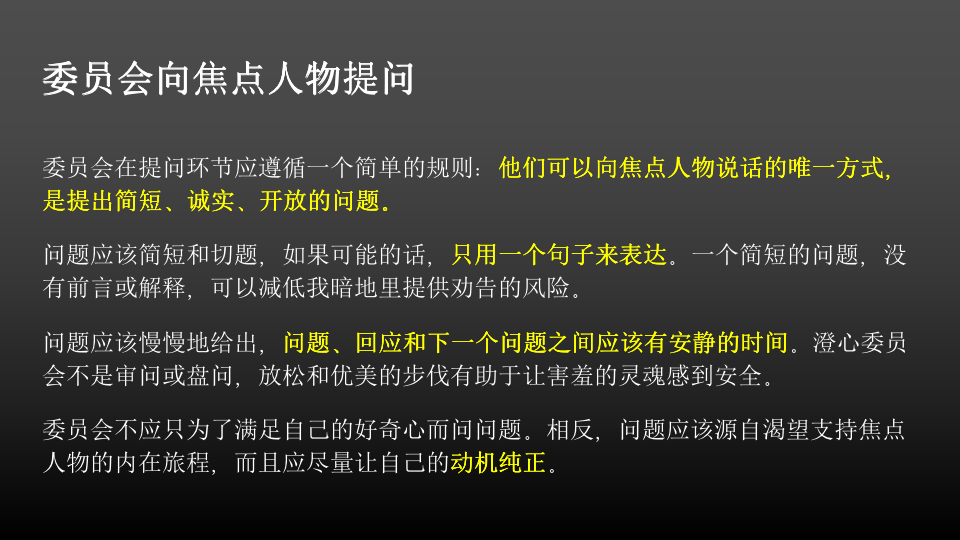 委员会向焦点人物提问
委员会在提问环节应遵循一个简单的规则：他们可以向焦点人物说话的唯一方式，
是提出简短、诚实、开放的问题。
问题应该简短和切题，如果可能的话，只用一个句子来表达。一个简短的问题，没
有前言或解释，可以减低我暗地里提供劝告的风险。
问题应该慢慢地给出，问题、回应和下一个问题之间应该有安静的时间。澄心委员
会不是审问或盘问，放松和优美的步伐有助于让害羞的灵魂感到安全。
委员会不应只为了满足自己的好奇心而问问题。相反，问题应该源自渴望支持焦点
人物的内在旅程，而且应尽量让自己的动机纯正。